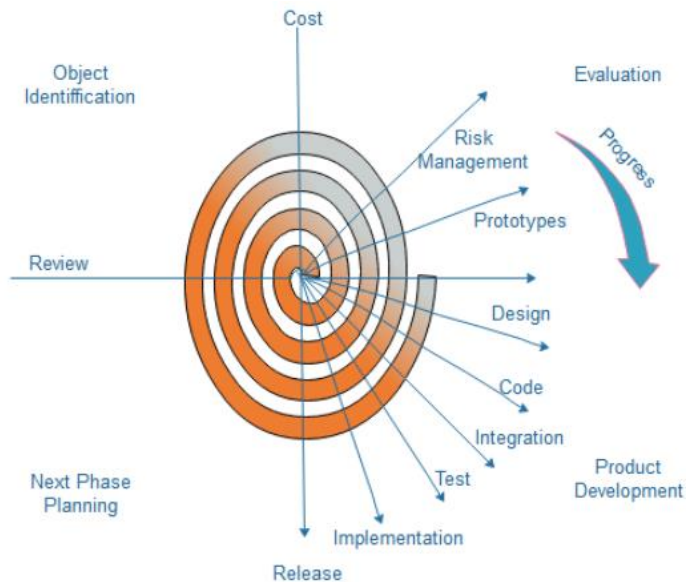 Cost
Object
Identiffication
Evaluation
Risk
Management
Progress
Prototypes
Review
Design
Code
Integration
Next Phase
Planning
Test
Product
Development
Implementation
Release